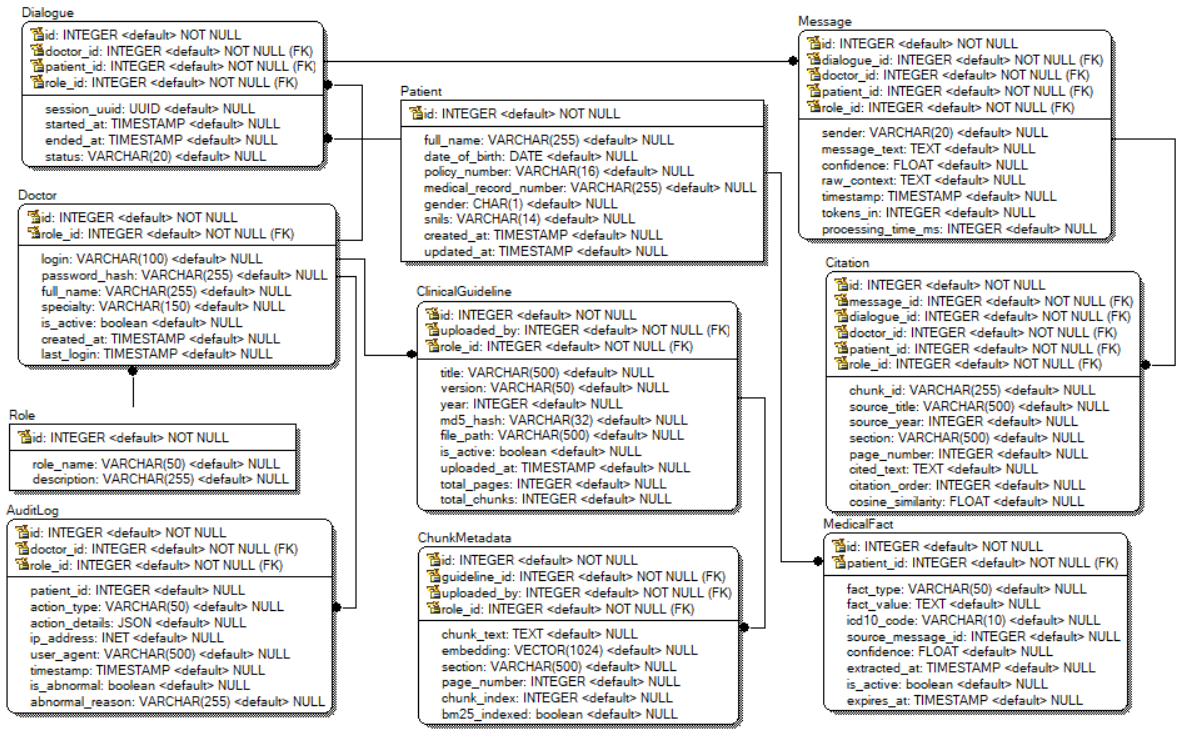 Dialogue
id: INTEGER <default> NOT NULL
doctor_id: INTEGER <default> NOT NULL (FK)
patient_id: INTEGER <default> NOT NULL (FK)
role_id: INTEGER <default> NOT NULL (FK)
session_uuid: UUID <default> NULL
started_at: TIMESTAMP <default> NULL
ended_at: TIMESTAMP <default> NULL
status: VARCHAR(20) <default> NULL
Doctor
id: INTEGER <default> NOT NULL
role_id: INTEGER <default> NOT NULL (FK)
login: VARCHAR(100) <default> NULL
password_hash: VARCHAR(255) <default> NULL
full_name: VARCHAR(255) <default> NULL
specialty: VARCHAR(150) <default> NULL
is_active: boolean <default> NULL
created_at: TIMESTAMP <default> NULL
last_login: TIMESTAMP <default> NULL
Role
id: INTEGER <default> NOT NULL
role_name: VARCHAR(50) <default> NULL
description: VARCHAR(255) <default> NULL
AuditLog
id: INTEGER <default> NOT NULL
doctor_id: INTEGER <default> NOT NULL (FK)
role_id: INTEGER <default> NOT NULL (FK)
patient_id: INTEGER <default> NULL
action_type: VARCHAR(50) <default> NULL
action_details: JSON <default> NULL
ip_address: INET <default> NULL
user_agent: VARCHAR(500) <default> NULL
timestamp: TIMESTAMP <default> NULL
is_abnormal: boolean <default> NULL
abnormal_reason: VARCHAR(255) <default> NULL
Patient
id: INTEGER <default> NOT NULL
full_name: VARCHAR(255) <default> NULL
date_of_birth: DATE <default> NULL
policy_number: VARCHAR(16) <default> NULL
medical_record_number: VARCHAR(255) <default> NULL
gender: CHAR(1) <default> NULL
snils: VARCHAR(14) <default> NULL
created_at: TIMESTAMP <default> NULL
updated_at: TIMESTAMP <default> NULL
ClinicalGuideline
id: INTEGER <default> NOT NULL
uploaded_by: INTEGER <default> NOT NULL (FK)
role_id: INTEGER <default> NOT NULL (FK)
title: VARCHAR(500) <default> NULL
version: VARCHAR(50) <default> NULL
year: INTEGER <default> NULL
md5_hash: VARCHAR(32) <default> NULL
file_path: VARCHAR(500) <default> NULL
is_active: boolean <default> NULL
uploaded_at: TIMESTAMP <default> NULL
total_pages: INTEGER <default> NULL
total_chunks: INTEGER <default> NULL
ChunkMetadata
id: INTEGER <default> NOT NULL
guideline_id: INTEGER <default> NOT NULL (FK)
uploaded_by: INTEGER <default> NOT NULL (FK)
role_id: INTEGER <default> NOT NULL (FK)
chunk_text: TEXT <default> NULL
embedding: VECTOR(1024) <default> NULL
section: VARCHAR(500) <default> NULL
page_number: INTEGER <default> NULL
chunk_index: INTEGER <default> NULL
bm25_indexed: boolean <default> NULL
Message
id: INTEGER <default> NOT NULL
dialogue_id: INTEGER <default> NOT NULL (FK)
doctor_id: INTEGER <default> NOT NULL (FK)
patient_id: INTEGER <default> NOT NULL (FK)
role_id: INTEGER <default> NOT NULL (FK)
sender: VARCHAR(20) <default> NULL
message_text: TEXT <default> NULL
confidence: FLOAT <default> NULL
raw_context: TEXT <default> NULL
timestamp: TIMESTAMP <default> NULL
tokens_in: INTEGER <default> NULL
processing_time_ms: INTEGER <default> NULL
Citation
id: INTEGER <default> NOT NULL
message_id: INTEGER <default> NOT NULL (FK)
dialogue_id: INTEGER <default> NOT NULL (FK)
doctor_id: INTEGER <default> NOT NULL (FK)
patient_id: INTEGER <default> NOT NULL (FK)
role_id: INTEGER <default> NOT NULL (FK)
chunk_id: VARCHAR(255) <default> NULL
source_title: VARCHAR(500) <default> NULL
source_year: INTEGER <default> NULL
section: VARCHAR(500) <default> NULL
page_number: INTEGER <default> NULL
cited_text: TEXT <default> NULL
citation_order: INTEGER <default> NULL
cosine_similarity: FLOAT <default> NULL
MedicalFact
id: INTEGER <default> NOT NULL
patient_id: INTEGER <default> NOT NULL (FK)
fact_type: VARCHAR(50) <default> NULL
fact_value: TEXT <default> NULL
icd10_code: VARCHAR(10) <default> NULL
source_message_id: INTEGER <default> NULL
confidence: FLOAT <default> NULL
extracted_at: TIMESTAMP <default> NULL
is_active: boolean <default> NULL
expires_at: TIMESTAMP <default> NULL